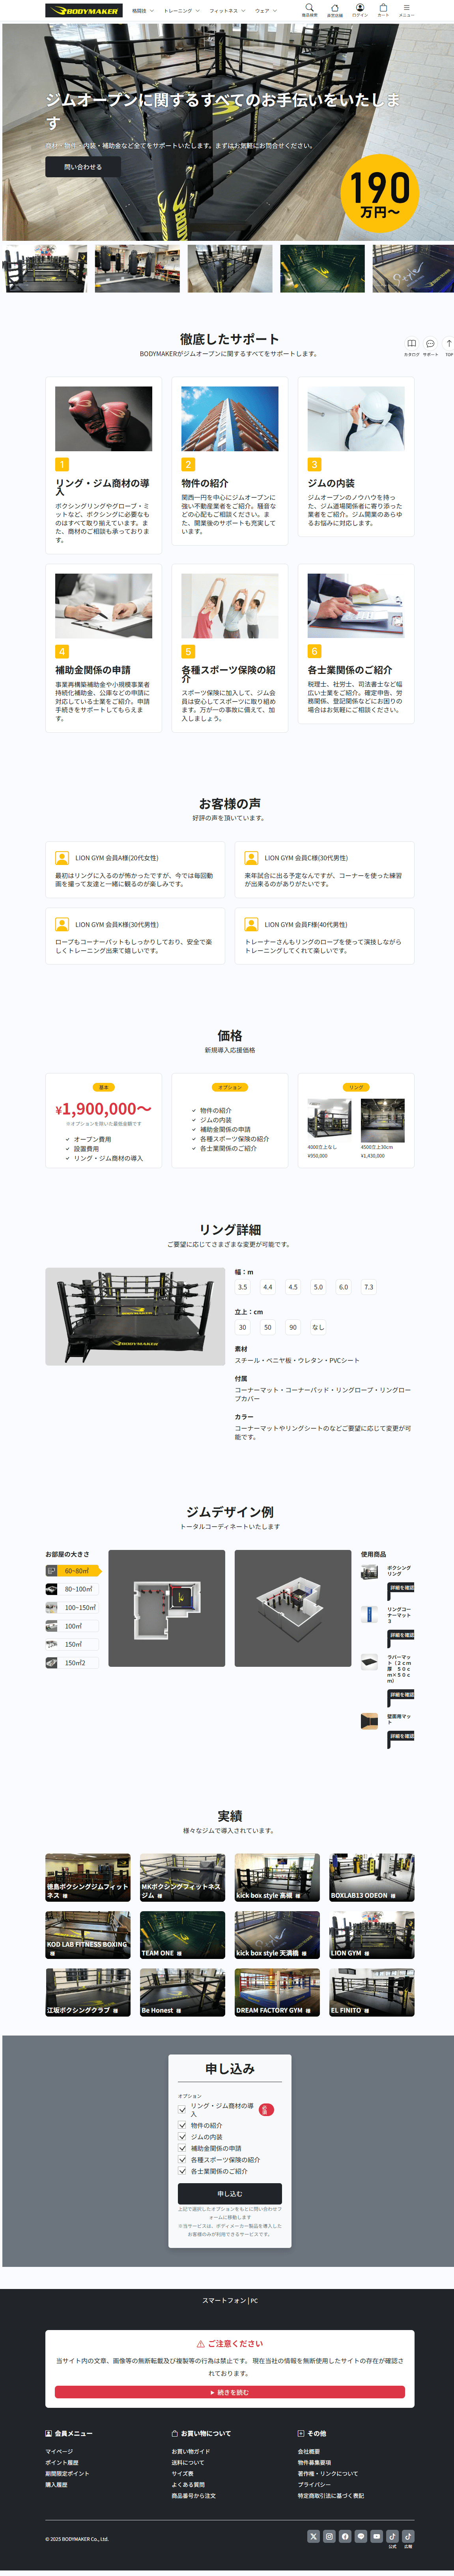 BODYMAKER
格闘技
トレーニング
フィットネス
ウェア
商品検索
直営店舗
ログイン
カート
メニュー
ジムオープンに関するすべてのお手伝いをいたします
商材・物件・内装・補助金など全てをサポートいたします。まずはお気軽にお問合せください。
問い合わせる
190
万円〜
カタログ
サポート
TOP
徹底したサポート
BODYMAKERがジムオープンに関するすべてをサポートします。
1
リング・ジム商材の導入
ボクシングリングやグローブ・ミットなど、ボクシングに必要なものはすべて取り揃えています。また、商材のご相談も承っております。
2
物件の紹介
関西一円を中心にジムオープンに強い不動産業者をご紹介。騒音などの心配もご相談ください。また、開業後のサポートも充実しています。
3
ジムの内装
ジムオープンのノウハウを持った、ジム道場関係者に寄り添った業者をご紹介。ジム開業のあらゆるお悩みに対応します。
4
補助金関係の申請
事業再構築補助金や小規模事業者持続化補助金、公庫などの申請に対応している士業をご紹介。申請手続きをサポートしてもらえます。
5
各種スポーツ保険の紹介
スポーツ保険に加入して、ジム会員は安心してスポーツに取り組めます。万が一の事故に備えて、加入しましょう。
6
各士業関係のご紹介
税理士、社労士、司法書士など幅広い士業をご紹介。確定申告、労務関係、登記関係などにお困りの場合はお気軽にご相談ください。
お客様の声
好評の声を頂いています。
LION GYM 会員A様(20代女性)
最初はリングに入るのが怖かったですが、今では毎回動画を撮って友達と一緒に観るのが楽しみです。
LION GYM 会員C様(30代男性)
来年試合に出る予定なんですが、コーナーを使った練習が出来るのがありがたいです。
LION GYM 会員K様(30代男性)
ロープもコーナーパットもしっかりしており、安全で楽しくトレーニング出来て嬉しいです。
LION GYM 会員F様(40代男性)
トレーナーさんもリングのロープを使って演技しながらトレーニングしてくれて楽しいです。
価格
新規導入応援価格
基本
¥1,900,000〜
※オプションを除いた最低金額です
オープン費用
設置費用
リング・ジム商材の導入
オプション
物件の紹介
ジムの内装
補助金関係の申請
各種スポーツ保険の紹介
各士業関係のご紹介
リング
4000立上なし
¥950,000
4500立上30cm
¥1,430,000
リング詳細
ご要望に応じてさまざまな変更が可能です。
BODYMAKER
幅：m
3.5 4.4 4.5 5.0 6.0 7.3
立上：cm
30 50 90 なし
素材
スチール・ベニヤ板・ウレタン・PVCシート
付属
コーナーマット・コーナーパッド・リングロープ・リングロープカバー
カラー
コーナーマットやリングシートのなどご要望に応じて変更が可能です。
ジムデザイン例
トータルコーディネートいたします
お部屋の大きさ
60~80㎡
80~100㎡
100~150㎡
100㎡
150㎡
150㎡2
使用商品
ボクシングリング
詳細を確認
リングコーナーマット３
詳細を確認
ラバーマット（２ｃｍ厚　５０ｃｍ×５０ｃｍ）
詳細を確認
壁面用マット
詳細を確認
実績
様々なジムで導入されています。
徳島ボクシングジムフィットネス 様
MKボクシングフィットネスジム 様
kick box style 高槻 様
BOXLAB13 ODEON 様
KOD LAB FITNESS BOXING 様
TEAM ONE 様
kick box style 天満橋 様
LION GYM 様
江坂ボクシングクラブ 様
Be Honest 様
DREAM FACTORY GYM 様
EL FINITO 様
申し込み
オプション
リング・ジム商材の導入
必須
物件の紹介
ジムの内装
補助金関係の申請
各種スポーツ保険の紹介
各士業関係のご紹介
申し込む
上記で選択したオプションをもとに問い合わせフォームに移動します
※当サービスは、ボディメーカー製品を導入したお客様のみが利用できるサービスです。
スマートフォン | PC
ご注意ください
当サイト内の文章、画像等の無断転載及び複製等の行為は禁止です。 現在当社の情報を無断使用したサイトの存在が確認されております。
▶ 続きを読む
会員メニュー
マイページ
ポイント履歴
期間限定ポイント
購入履歴
お買い物について
お買い物ガイド
送料について
サイズ表
よくある質問
商品番号から注文
その他
会社概要
物件募集要項
著作権・リンクについて
プライバシー
特定商取引法に基づく表記
© 2025 BODYMAKER Co., Ltd.
公式
広報